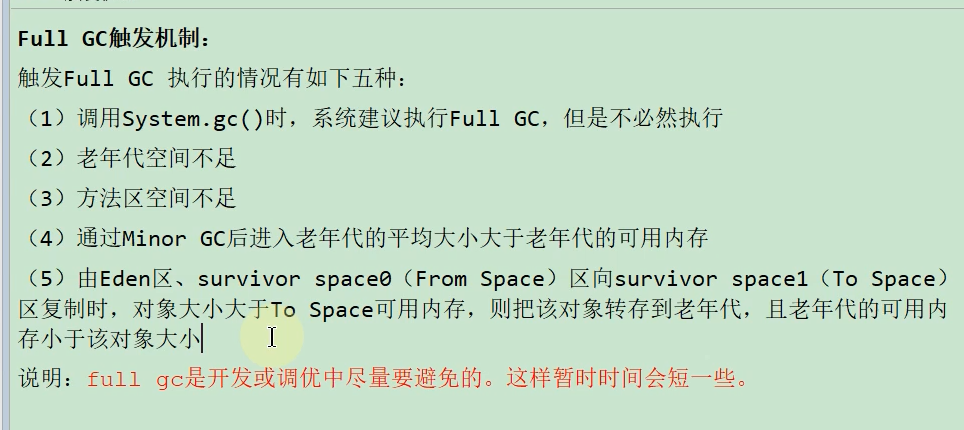 Full GC触发机制：
触发Full GC 执行的情况有如下五种：
（1）调用System.gc()时，系统建议执行Full GC，但是不必然执行
（2）老年代空间不足
（3）方法区空间不足
（4）通过Minor GC后进入老年代的平均大小大于老年代的可用内存
（5）由Eden区、survivor space0（From Space）区向survivor space1（To Space）
区复制时，对象大小大于To Space可用内存，则把该对象转存到老年代，且老年代的可用内
存小于该对象大小
说明：full gc是开发或调优中尽量要避免的。这样暂时时间会短一些。